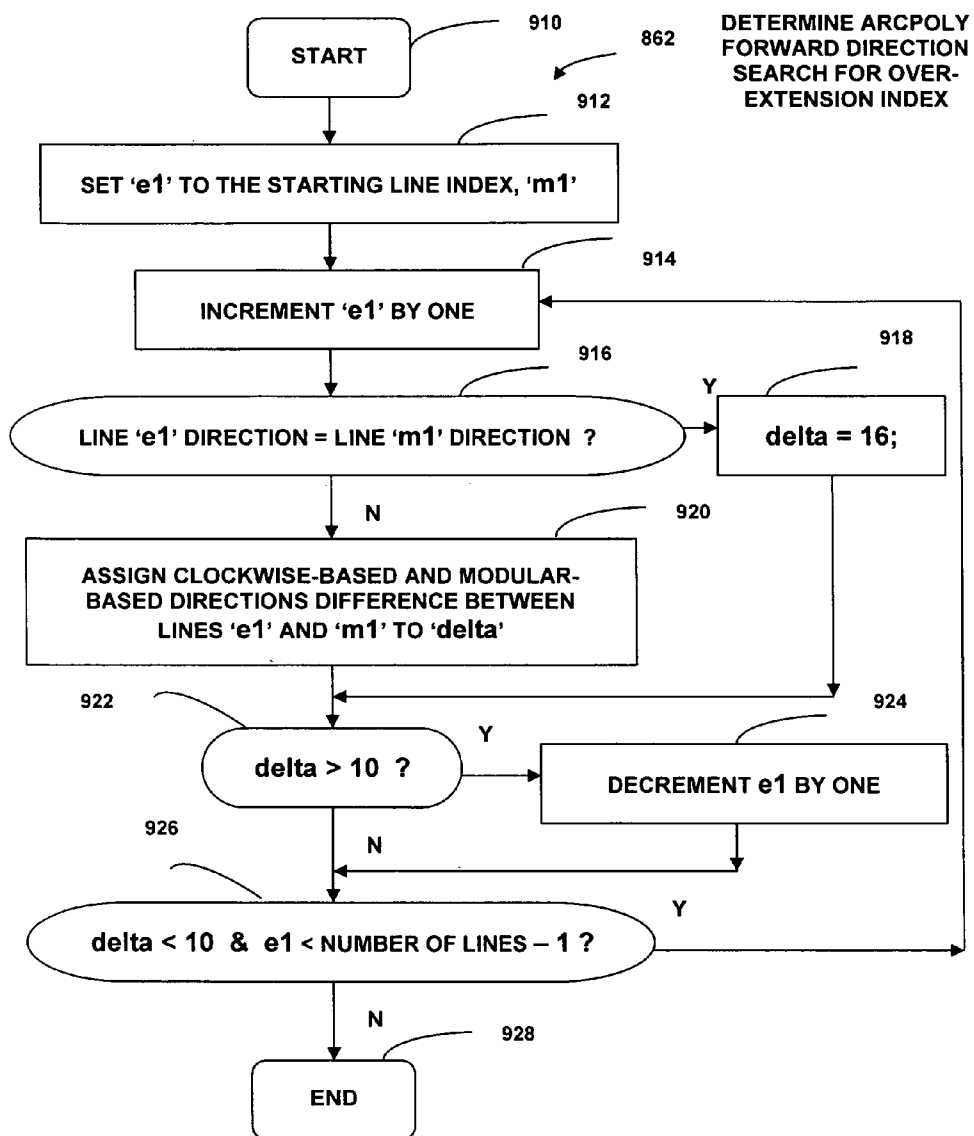 910
START
862
DETERMINE ARCPOLY
FORWARD DIRECTION
SEARCH FOR OVER-
EXTENSION INDEX
912
SET ‘e1’ TO THE STARTING LINE INDEX, ‘m1’
914
INCREMENT ‘e1’ BY ONE
916
918
LINE ‘e1’ DIRECTION = LINE ‘m1’ DIRECTION ?
Y
delta = 16;
N
920
ASSIGN CLOCKWISE-BASED AND MODULAR-
BASED DIRECTIONS DIFFERENCE BETWEEN
LINES ‘e1’ AND ‘m1’ TO ‘delta’
922
924
delta > 10 ?
Y
DECREMENT e1 BY ONE
926
N
delta < 10 & e1 < NUMBER OF LINES – 1 ?
Y
N
928
END